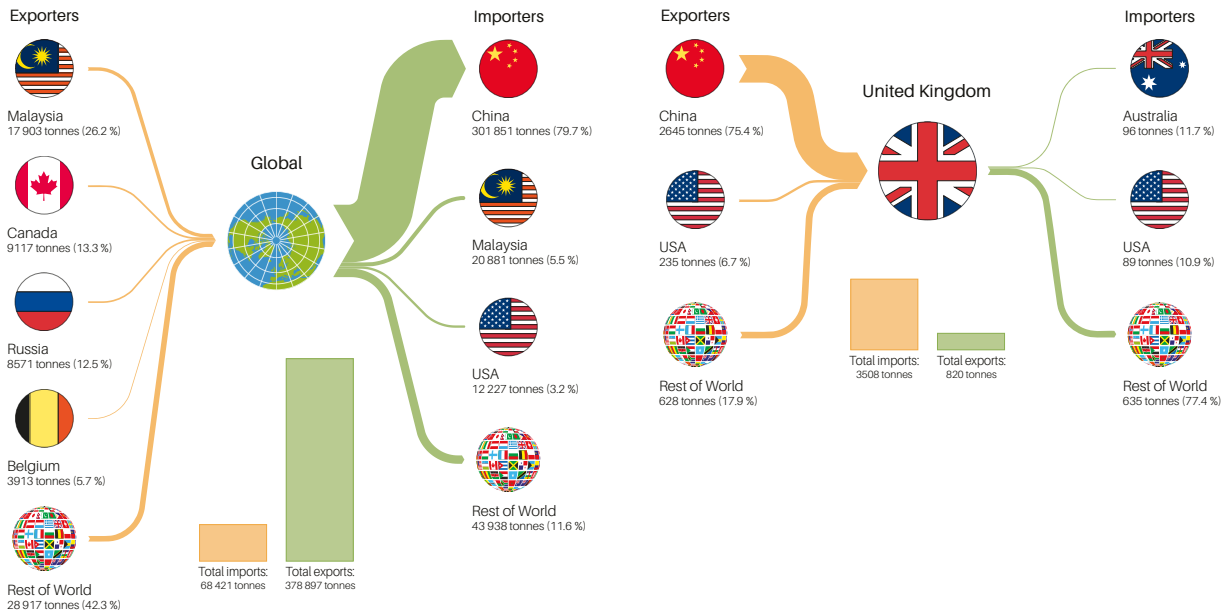 Exporters
Malaysia
17 903 tonnes (26.2 %)
Canada
9117 tonnes (13.3 %)
Russia
8571 tonnes (12.5 %)
Belgium
3913 tonnes (5.7 %)
Rest of World
28 917 tonnes (42.3 %)
Global
Total imports:
68 421 tonnes
Total exports:
378 897 tonnes
Importers
China
301 851 tonnes (79.7 %)
Malaysia
20 881 tonnes (5.5 %)
USA
12 227 tonnes (3.2 %)
Rest of World
43 938 tonnes (11.6 %)
Exporters
China
2645 tonnes (75.4 %)
USA
235 tonnes (6.7 %)
Rest of World
628 tonnes (17.9 %)
United Kingdom
Total imports:
3508 tonnes
Total exports:
820 tonnes
Importers
Australia
96 tonnes (11.7 %)
USA
89 tonnes (10.9 %)
Rest of World
635 tonnes (77.4 %)